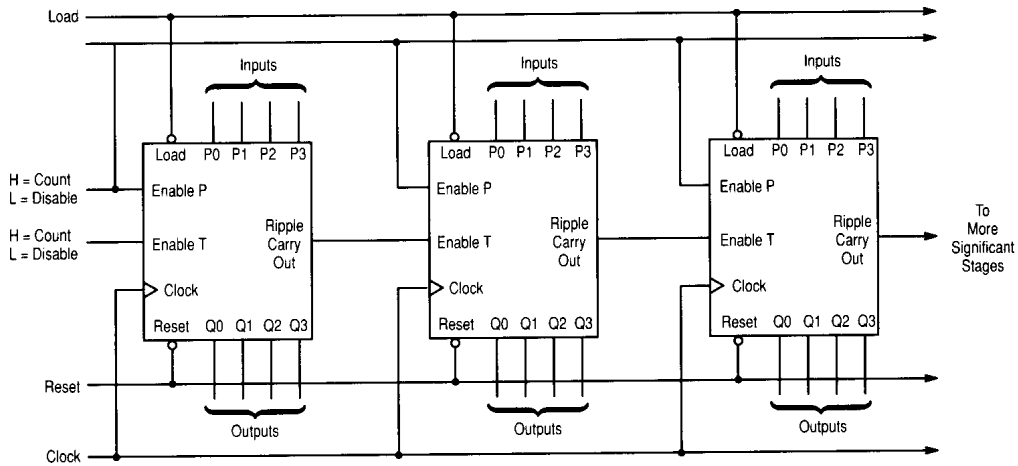 Load
Inputs
Inputs
Inputs
Load P0 P1 P2 P3
Load P0 P1 P2 P3
Load P0 P1 P2 P3
H = Count
L = Disable
Enable P
Enable P
Enable P
H = Count
L = Disable
Enable T
Ripple
Carry
Out
Enable T
Ripple
Carry
Out
Enable T
Ripple
Carry
Out
To
More
Significant
Stages
Clock
Clock
Clock
Reset Q0 Q1 Q2 Q3
Reset Q0 Q1 Q2 Q3
Reset Q0 Q1 Q2 Q3
Reset
Outputs
Outputs
Outputs
Clock